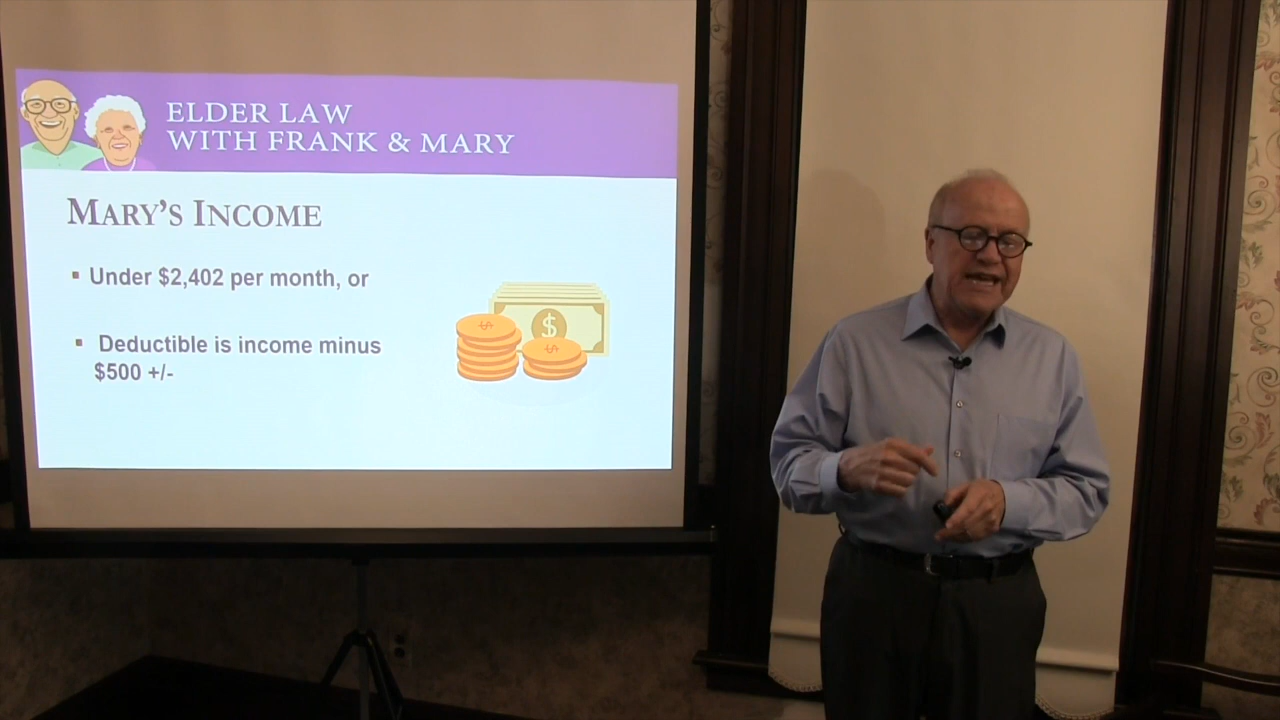 ELDER LAW
WITH FRANK & MARY
MARY'S INCOME
▪ Under $2,402 per month, or
▪ Deductible is income minus
$500 +/-
$
$
$